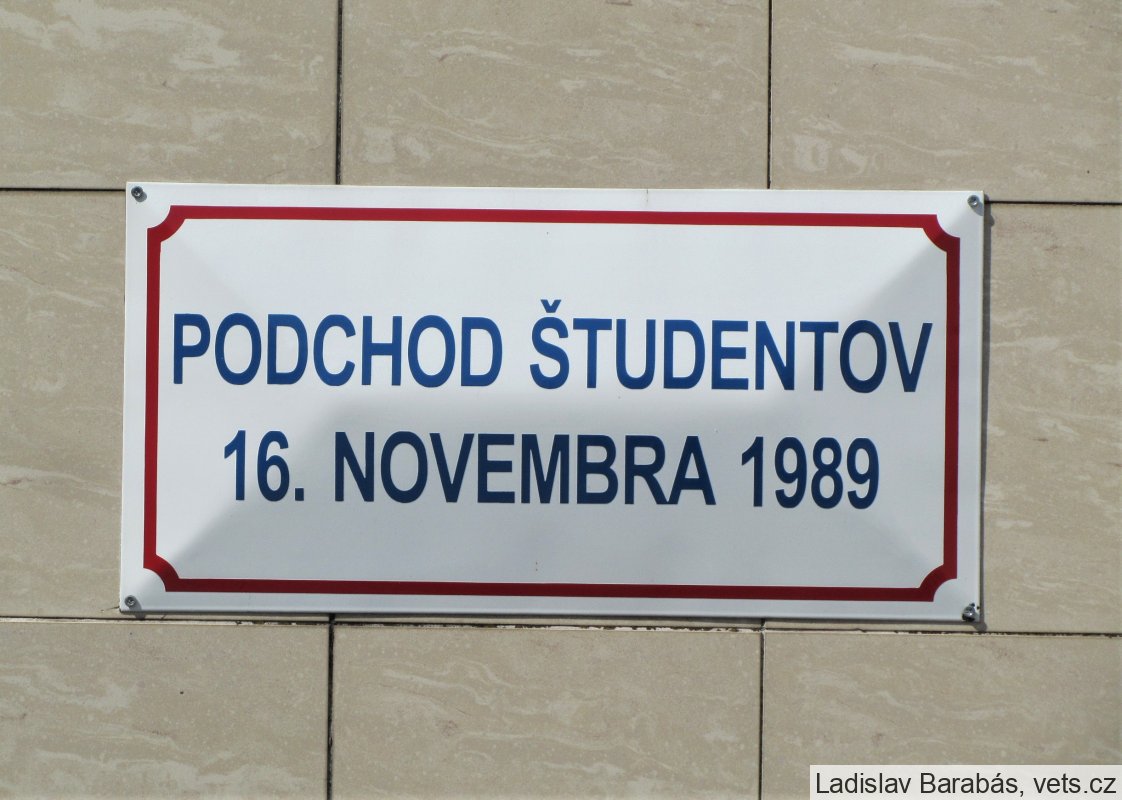 PODCHOD ŠTUDENTOV
16. NOVEMBRA 1989
Ladislav Barabás, vets.cz